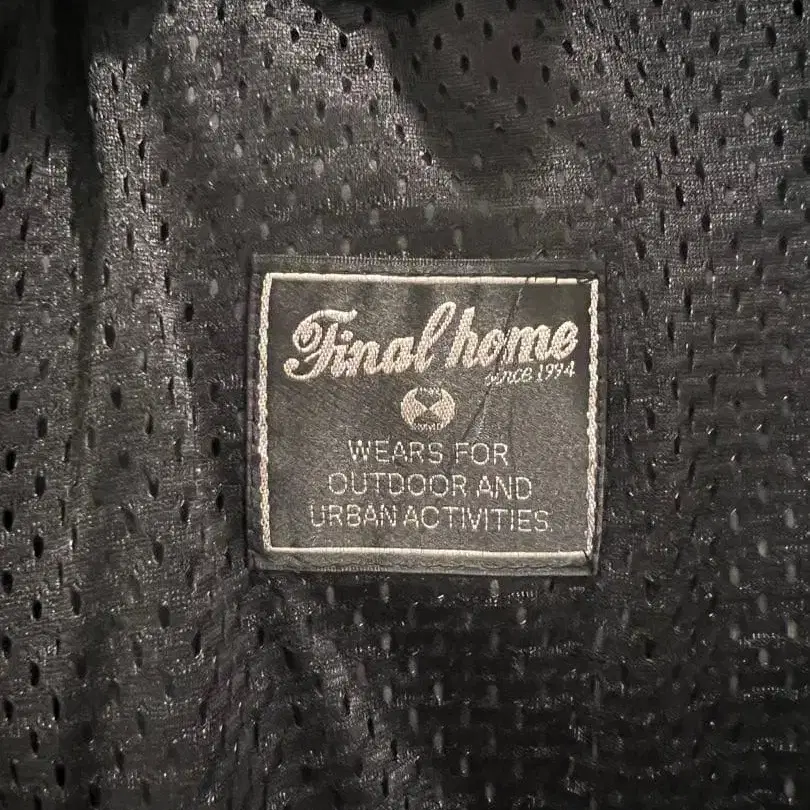 Final home
since 1994
WEARS FOR
OUTDOOR AND
URBAN ACTIVITIES